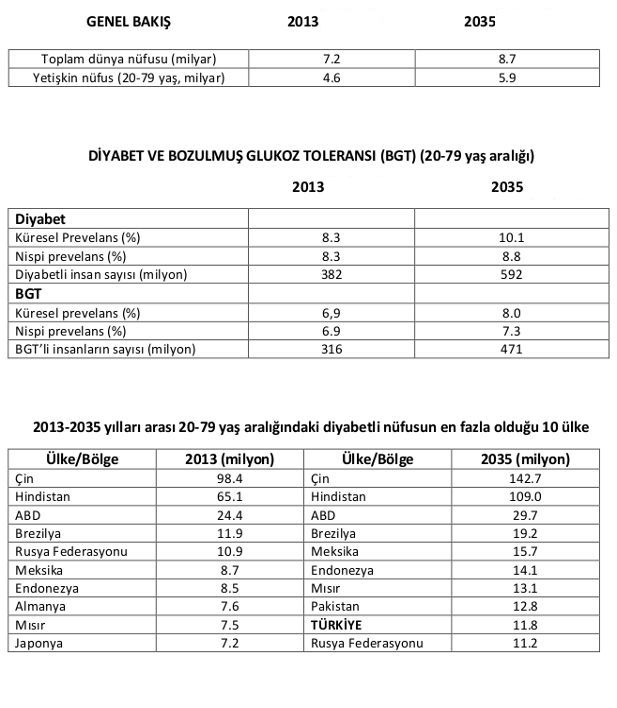 GENEL BAKIŞ 2013 2035
Toplam dünya nüfusu (milyar) 7.2 8.7
Yetişkin nüfus (20-79 yaş, milyar) 4.6 5.9
DİYABET VE BOZULMUŞ GLUKOZ TOLERANSI (BGT) (20-79 yaş aralığı)
2013 2035
Diyabet
Küresel Prevelans (%) 8.3 10.1
Nispi prevelans (%) 8.3 8.8
Diyabetli insan sayısı (milyon) 382 592
BGT
Küresel prevelans (%) 6,9 8.0
Nispi prevelans (%) 6.9 7.3
BGT’li insanların sayısı (milyon) 316 471
2013-2035 yılları arası 20-79 yaş aralığındaki diyabetli nüfusun en fazla olduğu 10 ülke
Ülke/Bölge 2013 (milyon) Ülke/Bölge 2035 (milyon)
Çin 98.4 Çin 142.7
Hindistan 65.1 Hindistan 109.0
ABD 24.4 ABD 29.7
Brezilya 11.9 Brezilya 19.2
Rusya Federasyonu 10.9 Meksika 15.7
Meksika 8.7 Endonezya 14.1
Endonezya 8.5 Mısır 13.1
Almanya 7.6 Pakistan 12.8
Mısır 7.5 TÜRKİYE 11.8
Japonya 7.2 Rusya Federasyonu 11.2